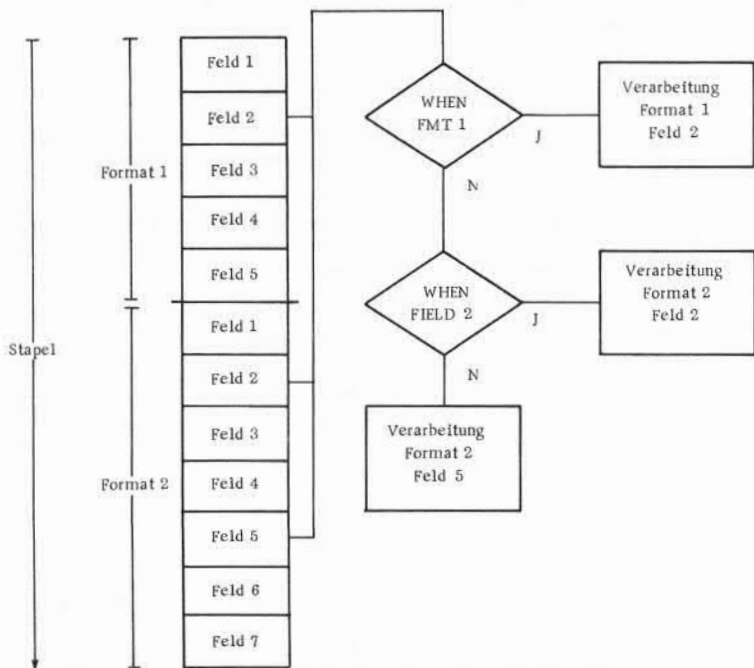 Stapel
Format 1
Format 2
Feld 1
Feld 2
Feld 3
Feld 4
Feld 5
Feld 1
Feld 2
Feld 3
Feld 4
Feld 5
Feld 6
Feld 7
WHEN
FMT 1
J
N
Verarbeitung
Format 1
Feld 2
WHEN
FIELD 2
J
N
Verarbeitung
Format 2
Feld 2
Verarbeitung
Format 2
Feld 5